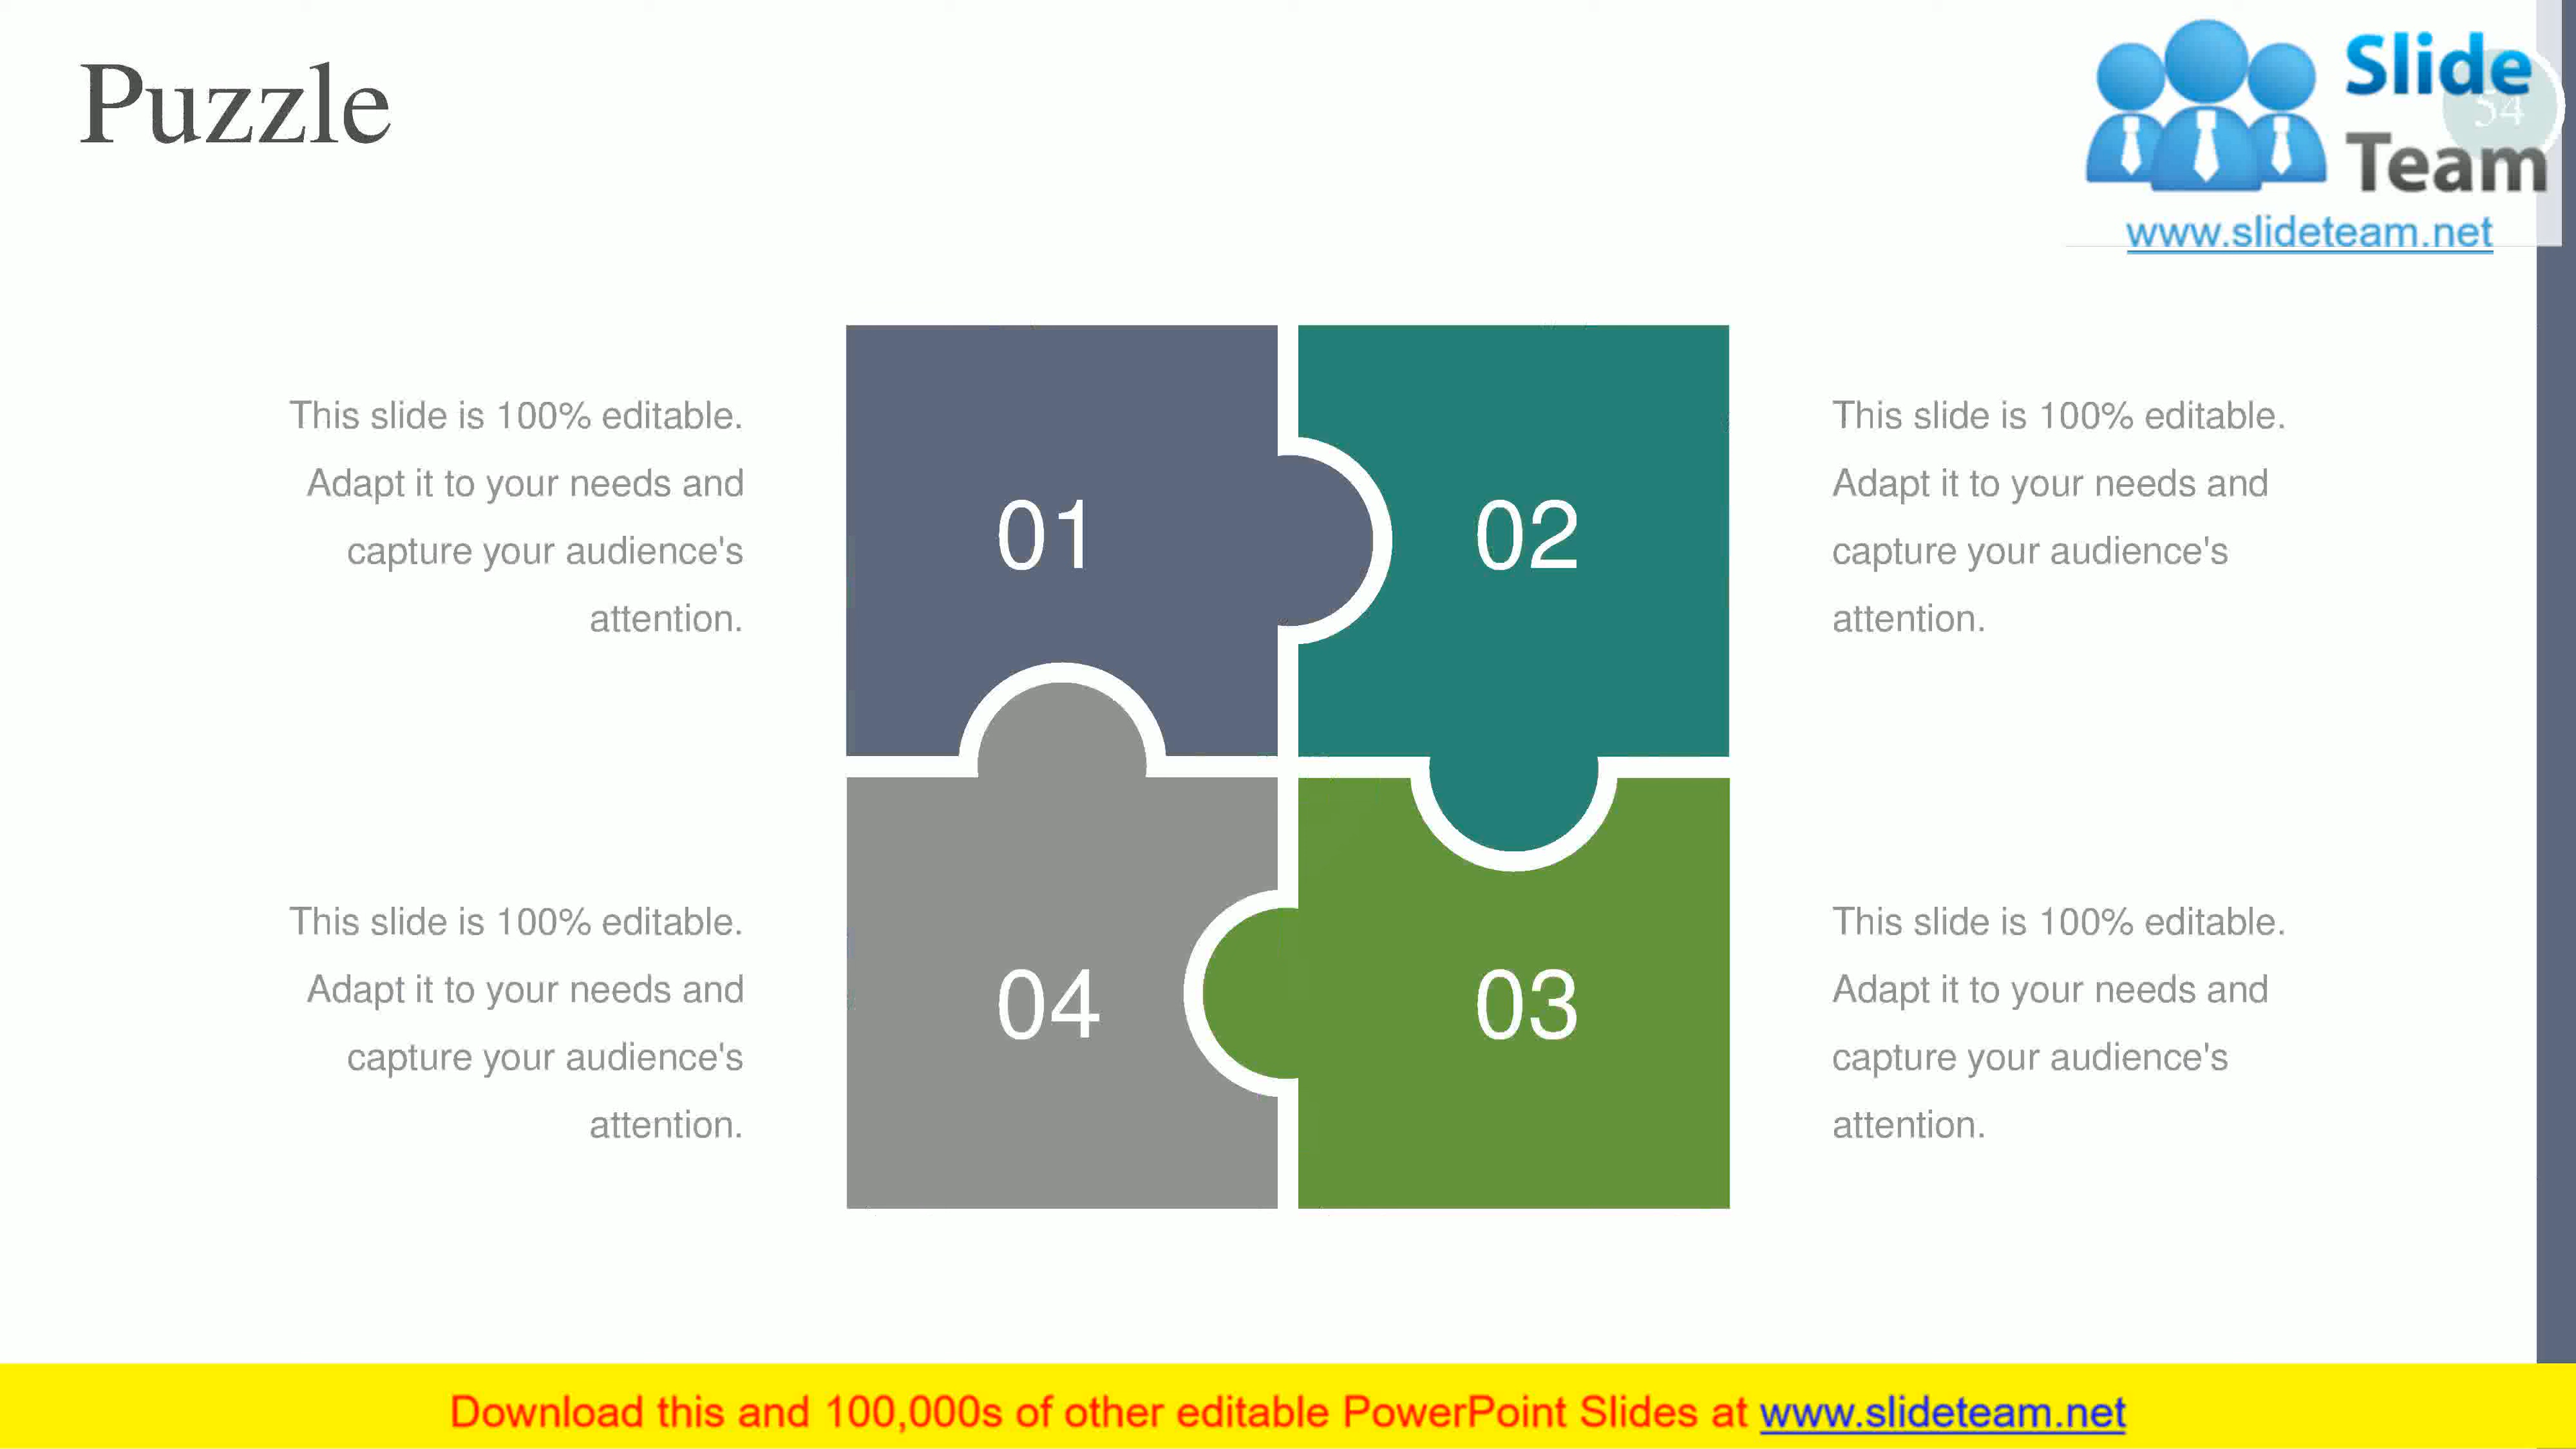 Puzzle
Slide
54
Team
www.slideteam.net
This slide is 100% editable.
Adapt it to your needs and
capture your audience's
attention.
01
02
This slide is 100% editable.
Adapt it to your needs and
capture your audience's
attention.
This slide is 100% editable.
Adapt it to your needs and
capture your audience's
attention.
04
03
This slide is 100% editable.
Adapt it to your needs and
capture your audience's
attention.
Download this and 100,000s of other editable PowerPoint Slides at www.slideteam.net